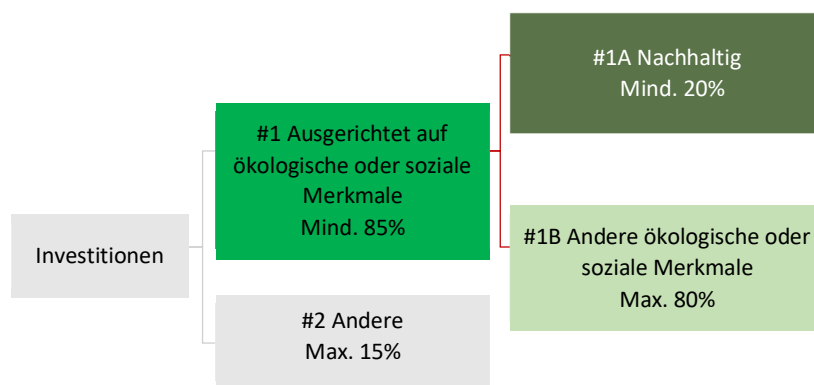 Investitionen
#1 Ausgerichtet auf
ökologische oder soziale
Merkmale
Mind. 85%
#2 Andere
Max. 15%
#1A Nachhaltig
Mind. 20%
#1B Andere ökologische oder
soziale Merkmale
Max. 80%